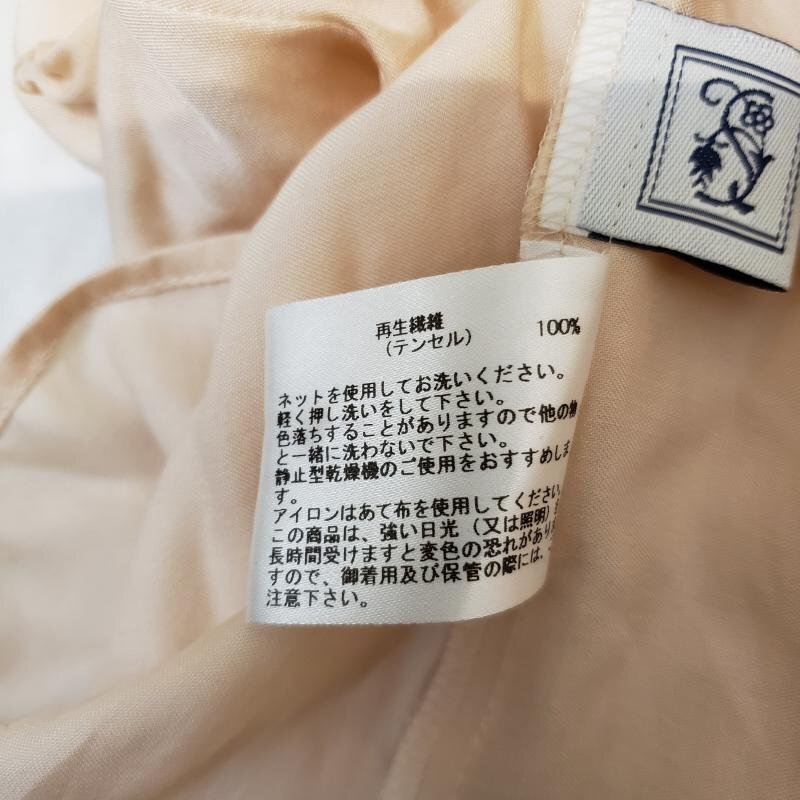 再生繊維 100%
（テンセル）
ネットを使用してお洗いください。
軽く押し洗いをして下さい。
色落ちすることがありますので他の物
と一緒に洗わないで下さい。
静止型乾燥機のご使用をおすすめしま
す。
アイロンはあて布を使用してください。
この商品は、強い日光（又は照明）を
長時間受けますと変色の恐れがありま
すので、御着用及び保管の際には、
注意下さい。